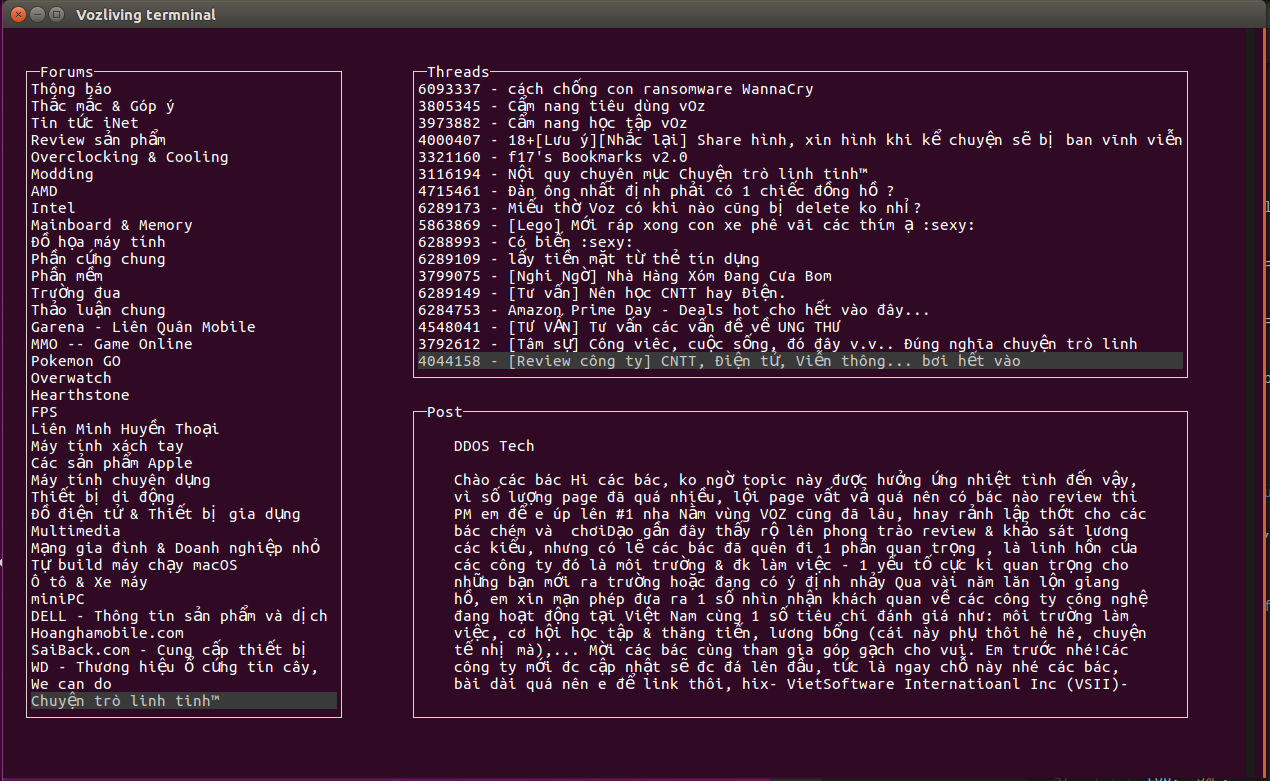 Vozliving termninal
Forums
Thông báo
Thắc mắc & Góp ý
Tin tức iNet
Review sản phẩm
Overclocking & Cooling
Modding
AMD
Intel
Mainboard & Memory
Đồ họa máy tính
Phần cứng chung
Phần mềm
Trường đua
Thảo luận chung
Garena - Liên Quân Mobile
MMO -- Game Online
Pokemon GO
Overwatch
Hearthstone
FPS
Liên Minh Huyền Thoại
Máy tính xách tay
Các sản phẩm Apple
Máy tính chuyên dụng
Thiết bị di động
Đồ điện tử & Thiết bị gia dụng
Multimedia
Mạng gia đình & Doanh nghiệp nhỏ
Tự build máy chạy macOS
Ô tô & Xe máy
miniPC
DELL - Thông tin sản phẩm và dịch
Hoanghamobile.com
SaiBack.com - Cung cấp thiết bị
WD - Thương hiệu ổ cứng tin cậy,
We can do
Chuyện trò linh tinh™
Threads
6093337 - cách chống con ransomware WannaCry
3805345 - Cẩm nang tiêu dùng vOz
3973882 - Cẩm nang học tập vOz
4000407 - 18+[Lưu ý][Nhắc lại] Share hình, xin hình khi kể chuyện sẽ bị ban vĩnh viễn
3321160 - f17's Bookmarks v2.0
3116194 - Nội quy chuyên mục Chuyện trò linh tinh™
4715461 - Đàn ông nhất định phải có 1 chiếc đồng hồ ?
6289173 - Miếu thờ Voz có khi nào cũng bị delete ko nhỉ?
5863869 - [Lego] Mới ráp xong con xe phê vãi các thím ạ :sexy:
6288993 - Có biến :sexy:
6289109 - lấy tiền mặt từ thẻ tín dụng
3799075 - [Nghi Ngờ] Nhà Hàng Xóm Đang Cưa Bom
6289149 - [Tư vấn] Nên học CNTT hay Điện.
6284753 - Amazon Prime Day - Deals hot cho hết vào đây...
4548041 - [TƯ VẤN] Tư vấn các vấn đề về UNG THƯ
3792612 - [Tâm sự] Công viêc, cuộc sống, đó đây v.v.. Đúng nghĩa chuyện trò linh
4044158 - [Review công ty] CNTT, Điện tử, Viễn thông... bơi hết vào
Post
DDOS Tech
Chào các bác Hi các bác, ko ngờ topic này được hưởng ứng nhiệt tình đến vậy,
vì số lượng page đã quá nhiều, lội page vất vả quá nên có bác nào review thì
PM em để e úp lên #1 nha Nằm vùng VOZ cũng đã lâu, hnay rảnh lập thớt cho các
bác chém và  chơiDạo gần đây thấy rộ lên phong trào review & khảo sát lương
các kiểu, nhưng có lẽ các bác đã quên đi 1 phần quan trọng , là linh hồn của
các công ty đó là môi trường & đk làm việc - 1 yếu tố cực kì quan trọng cho
những bạn mới ra trường hoặc đang có ý định nhảy Qua vài năm lăn lộn giang
hồ, em xin mạn phép đưa ra 1 số nhìn nhận khách quan về các công ty công nghệ
đang hoạt động tại Việt Nam cùng 1 số tiêu chí đánh giá như: môi trường làm
việc, cơ hội học tập & thăng tiến, lương bổng (cái này phụ thôi hê hê, chuyện
tế nhị mà),... Mời các bác cùng tham gia góp gạch cho vui. Em trước nhé!Các
công ty mới đc cập nhật sẽ đc đá lên đầu, tức là ngay chỗ này nhé các bác,
bài dài quá nên e để link thôi, hix- VietSoftware Internatioanl Inc (VSII)-